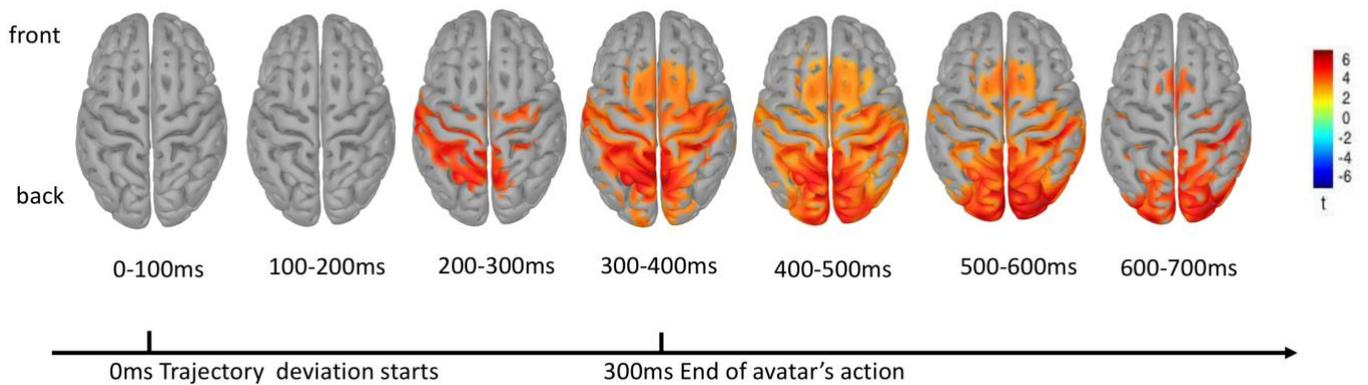 front
back
0-100ms
100-200ms
200-300ms
300-400ms
400-500ms
500-600ms
600-700ms
6
4
2
0
-2
-4
-6
t
0ms Trajectory deviation starts
300ms End of avatar's action